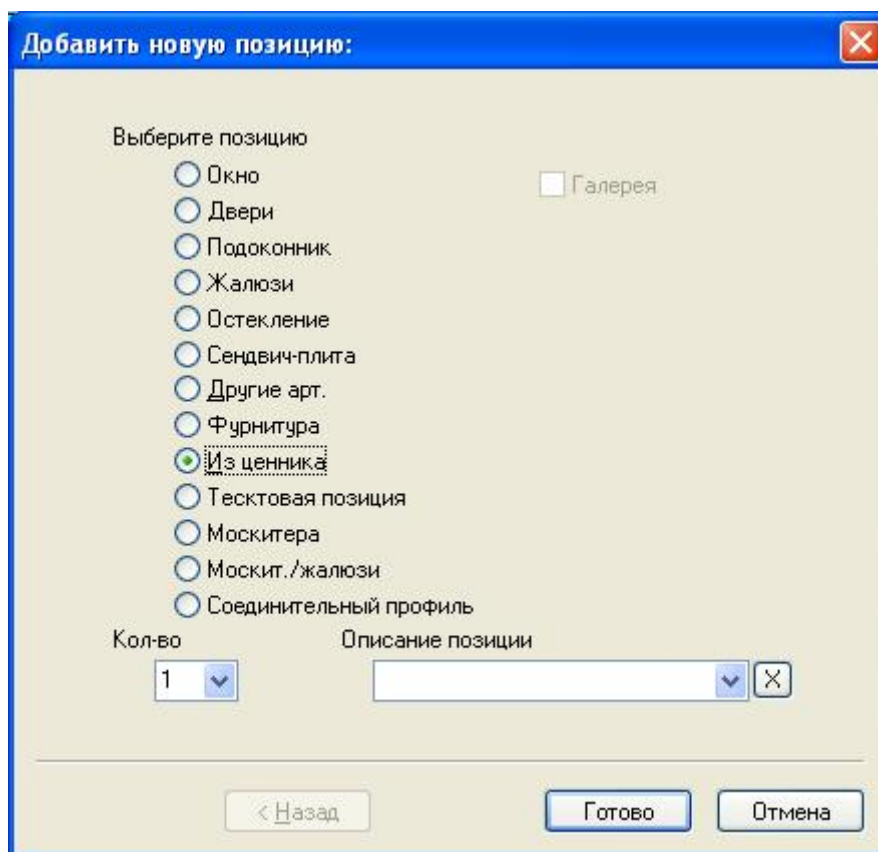 Добавить новую позицию:
Выберите позицию
Окно
Галерея
Двери
Подоконник
Жалюзи
Остекление
Сендвич-плита
Другие арт.
Фурнитура
Из ценника
Тесктовая позиция
Москитера
Москит./жалюзи
Соединительный профиль
Кол-во Описание позиции
1 X
< Назад Готово Отмена